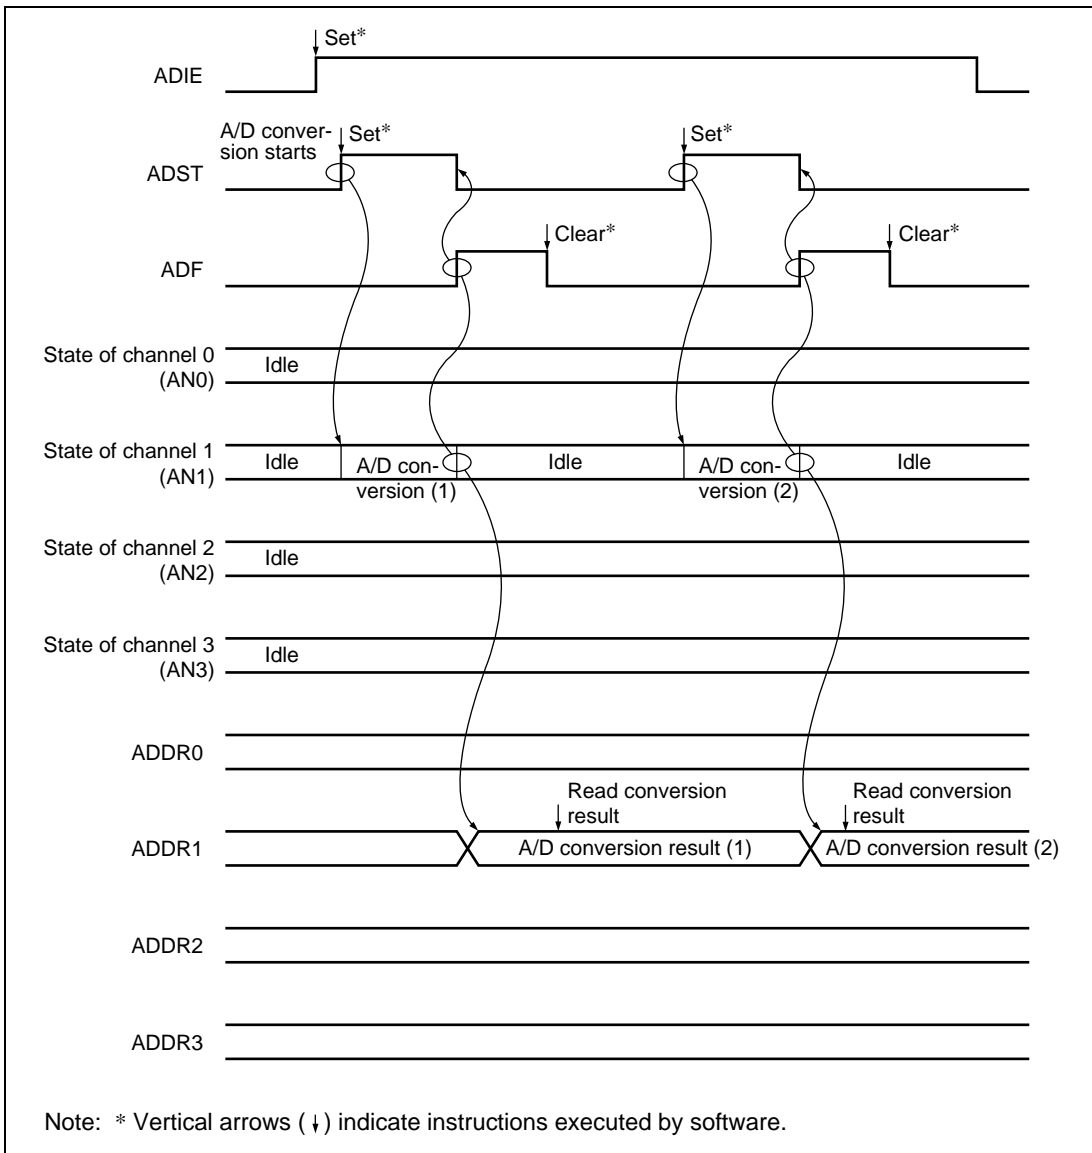 Set*
ADIE
A/D conver-
sion starts
Set*
Set*
ADST
Clear*
Clear*
ADF
State of channel 0
(AN0)
Idle
State of channel 1
(AN1)
Idle
A/D con-
version (1)
Idle
A/D con-
version (2)
Idle
State of channel 2
(AN2)
Idle
State of channel 3
(AN3)
Idle
ADDR0
Read conversion
result
Read conversion
result
ADDR1
A/D conversion result (1)
A/D conversion result (2)
ADDR2
ADDR3
Note: * Vertical arrows (↓) indicate instructions executed by software.